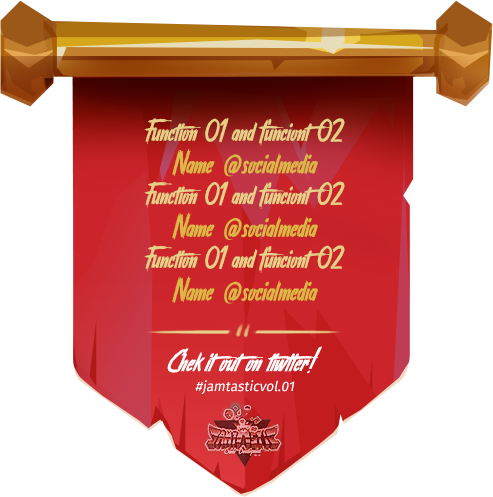 Function 01 and funciont 02
Name @socialmedia
Function 01 and funciont 02
Name @socialmedia
Function 01 and funciont 02
Name @socialmedia
Chek it out on twitter!
#jamtasticvol.01